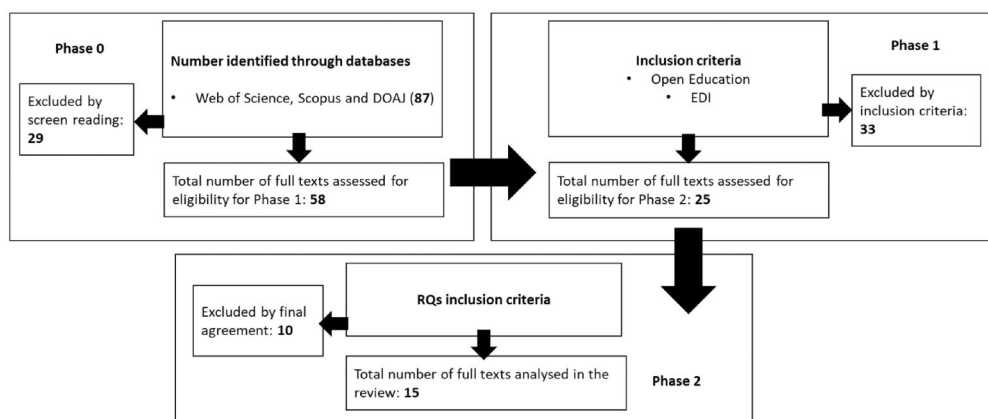 Phase 0
Number identified through databases
• Web of Science, Scopus and DOAJ (87)
Excluded by
screen reading:
29
Total number of full texts assessed for
eligibility for Phase 1: 58
Phase 1
Inclusion criteria
• Open Education
• EDI
Excluded by
inclusion criteria:
33
Total number of full texts assessed for
eligibility for Phase 2: 25
RQs inclusion criteria
Excluded by final
agreement: 10
Total number of full texts analysed in the
review: 15
Phase 2